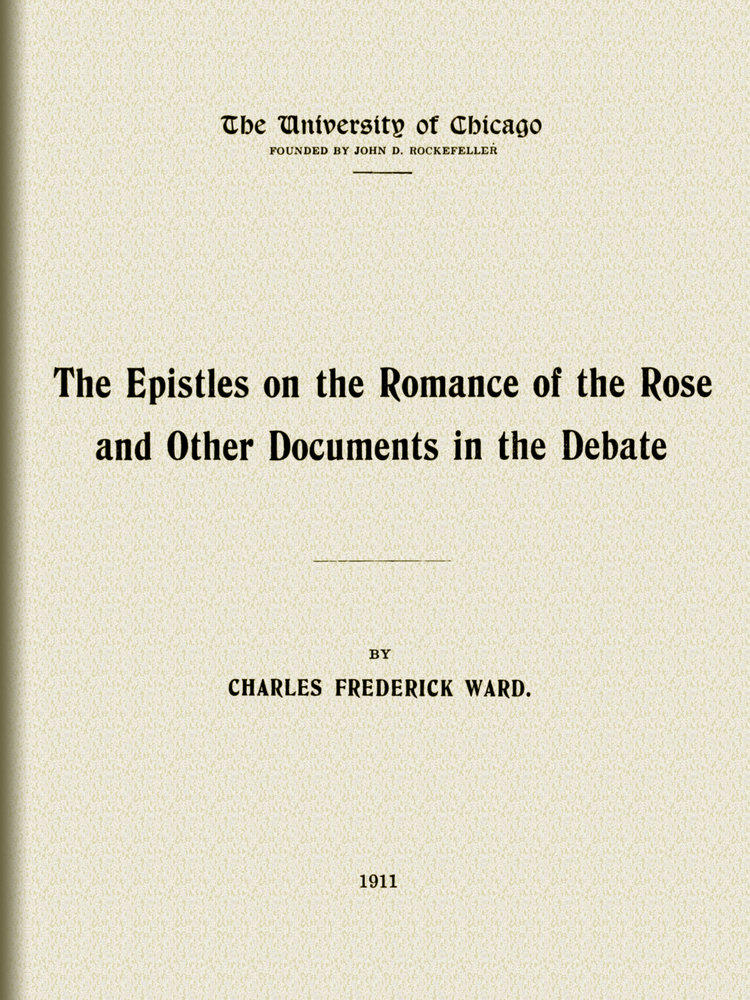 The University of Chicago
FOUNDED BY JOHN D. ROCKEFELLER
The Epistles on the Romance of the Rose
and Other Documents in the Debate
BY
CHARLES FREDERICK WARD.
1911